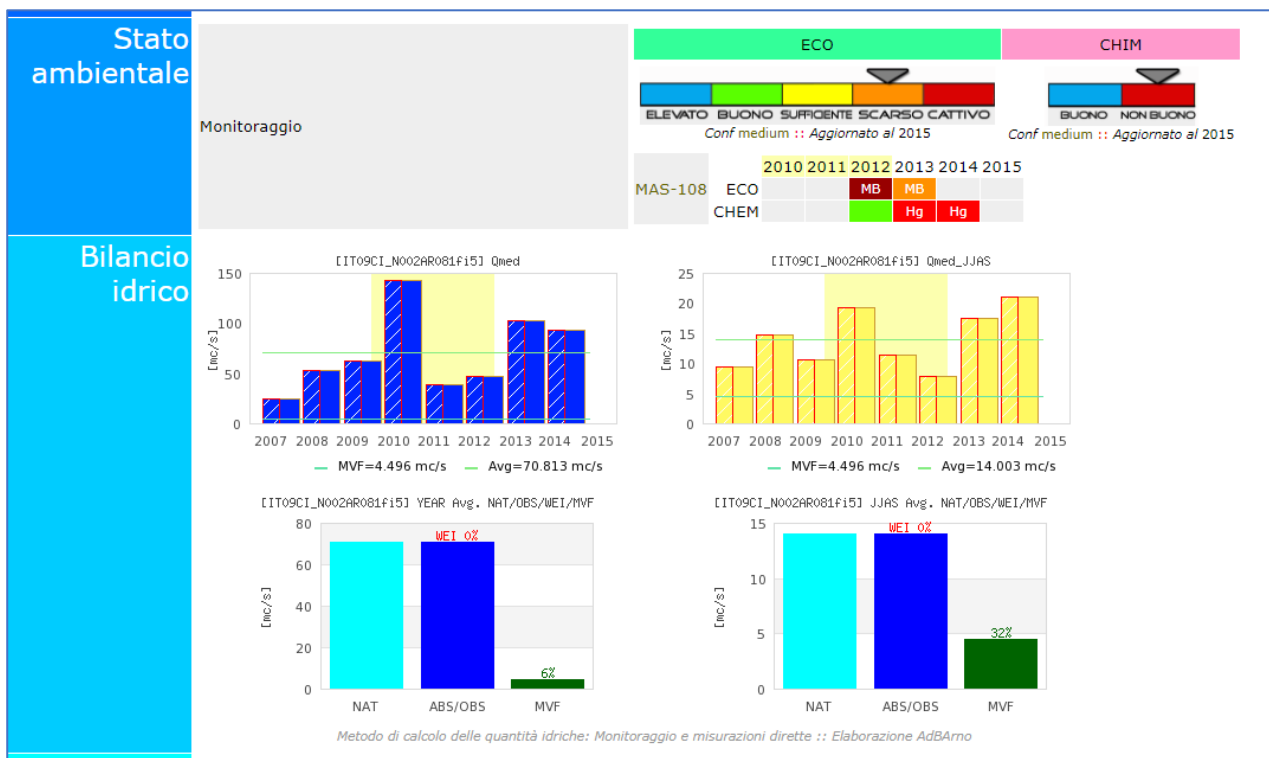 Stato
ambientale
Monitoraggio
ECO
CHIM
ELEVATO BUONO SUFFICIENTE SCARSO CATTIVO
BUONO NON BUONO
Conf medium :: Aggiornato al 2015
Conf medium :: Aggiornato al 2015
2010 2011 2012 2013 2014 2015
MAS-108 ECO MB MB
CHEM Hg Hg
Bilancio
idrico
[IT09CI_N002AR081fi5] Qmed
[mc/s]
150
100
50
0
2007 2008 2009 2010 2011 2012 2013 2014 2015
MVF=4.496 mc/s Avg=70.813 mc/s
[IT09CI_N002AR081fi5] Qmed_JJAS
[mc/s]
25
20
15
10
5
0
2007 2008 2009 2010 2011 2012 2013 2014 2015
MVF=4.496 mc/s Avg=14.003 mc/s
[IT09CI_N002AR081fi5] YEAR Avg. NAT/OBS/WEI/MVF
[mc/s]
80
60
40
20
0
WEI 0%
6%
NAT ABS/OBS MVF
[IT09CI_N002AR081fi5] JJAS Avg. NAT/OBS/WEI/MVF
[mc/s]
15
10
5
0
WEI 0%
32%
NAT ABS/OBS MVF
Metodo di calcolo delle quantità idriche: Monitoraggio e misurazioni dirette :: Elaborazione AdBArno